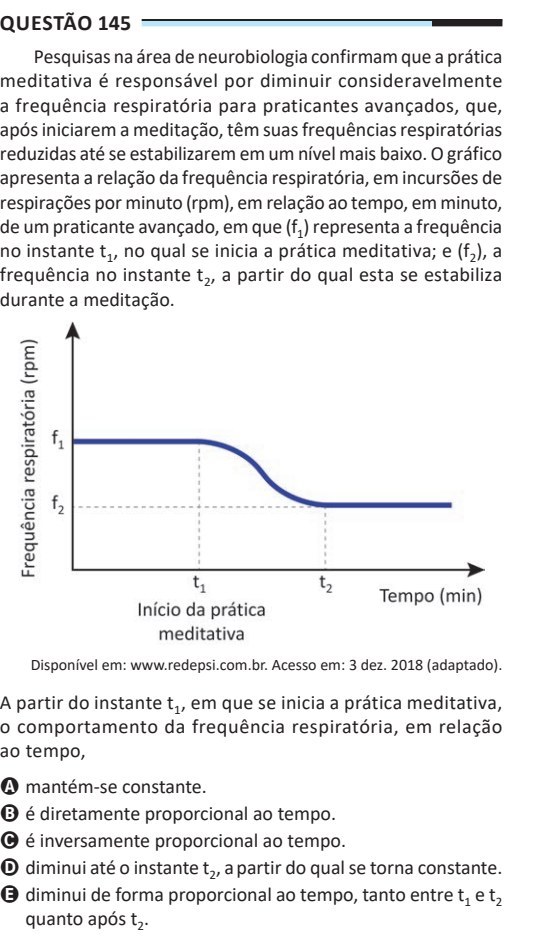 QUESTÃO 145
Pesquisas na área de neurobiologia confirmam que a prática
meditativa é responsável por diminuir consideravelmente
a frequência respiratória para praticantes avançados, que,
após iniciarem a meditação, têm suas frequências respiratórias
reduzidas até se estabilizarem em um nível mais baixo. O gráfico
apresenta a relação da frequência respiratória, em incursões de
respirações por minuto (rpm), em relação ao tempo, em minuto,
de um praticante avançado, em que (f₁) representa a frequência
no instante t₁, no qual se inicia a prática meditativa; e (f₂), a
frequência no instante t₂, a partir do qual esta se estabiliza
durante a meditação.
Frequência respiratória (rpm)
f₁
f₂
t₁
t₂
Tempo (min)
Início da prática
meditativa
Disponível em: www.redepsi.com.br. Acesso em: 3 dez. 2018 (adaptado).
A partir do instante t₁, em que se inicia a prática meditativa,
o comportamento da frequência respiratória, em relação
ao tempo,
A mantém-se constante.
B é diretamente proporcional ao tempo.
C é inversamente proporcional ao tempo.
D diminui até o instante t₂, a partir do qual se torna constante.
E diminui de forma proporcional ao tempo, tanto entre t₁ e t₂
quanto após t₂.